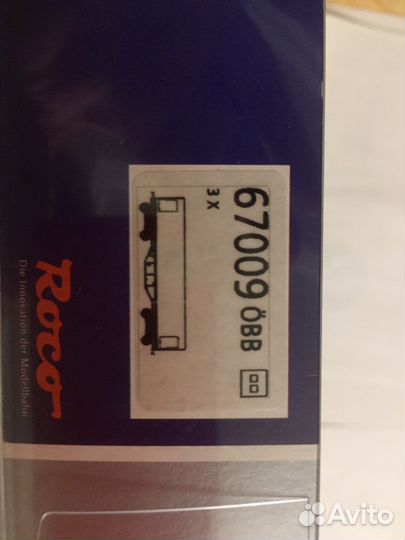 67009 ÖBB
3 X
Roco
Die Innovation der Modellbahn
Avito